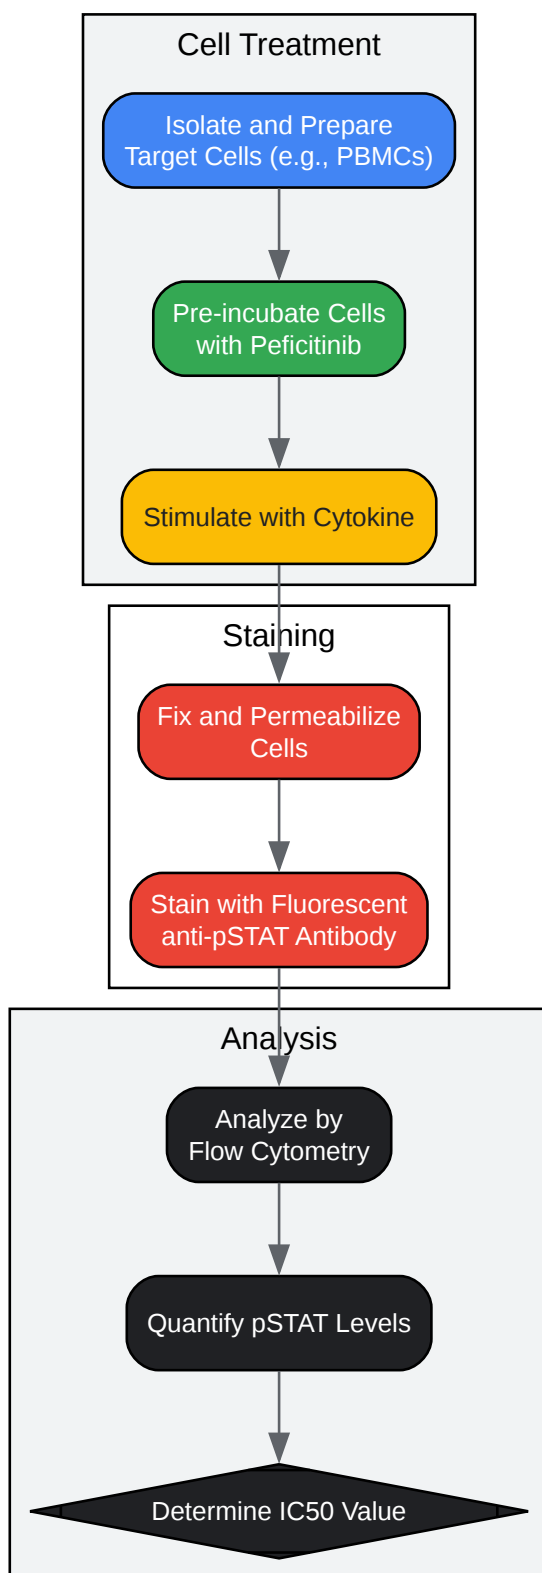 Cell Treatment
Isolate and Prepare
Target Cells (e.g., PBMCs)
Pre-incubate Cells
with Peficitinib
Stimulate with Cytokine
Staining
Fix and Permeabilize
Cells
Stain with Fluorescent
anti-pSTAT Antibody
Analysis
Analyze by
Flow Cytometry
Quantify pSTAT Levels
Determine IC50 Value